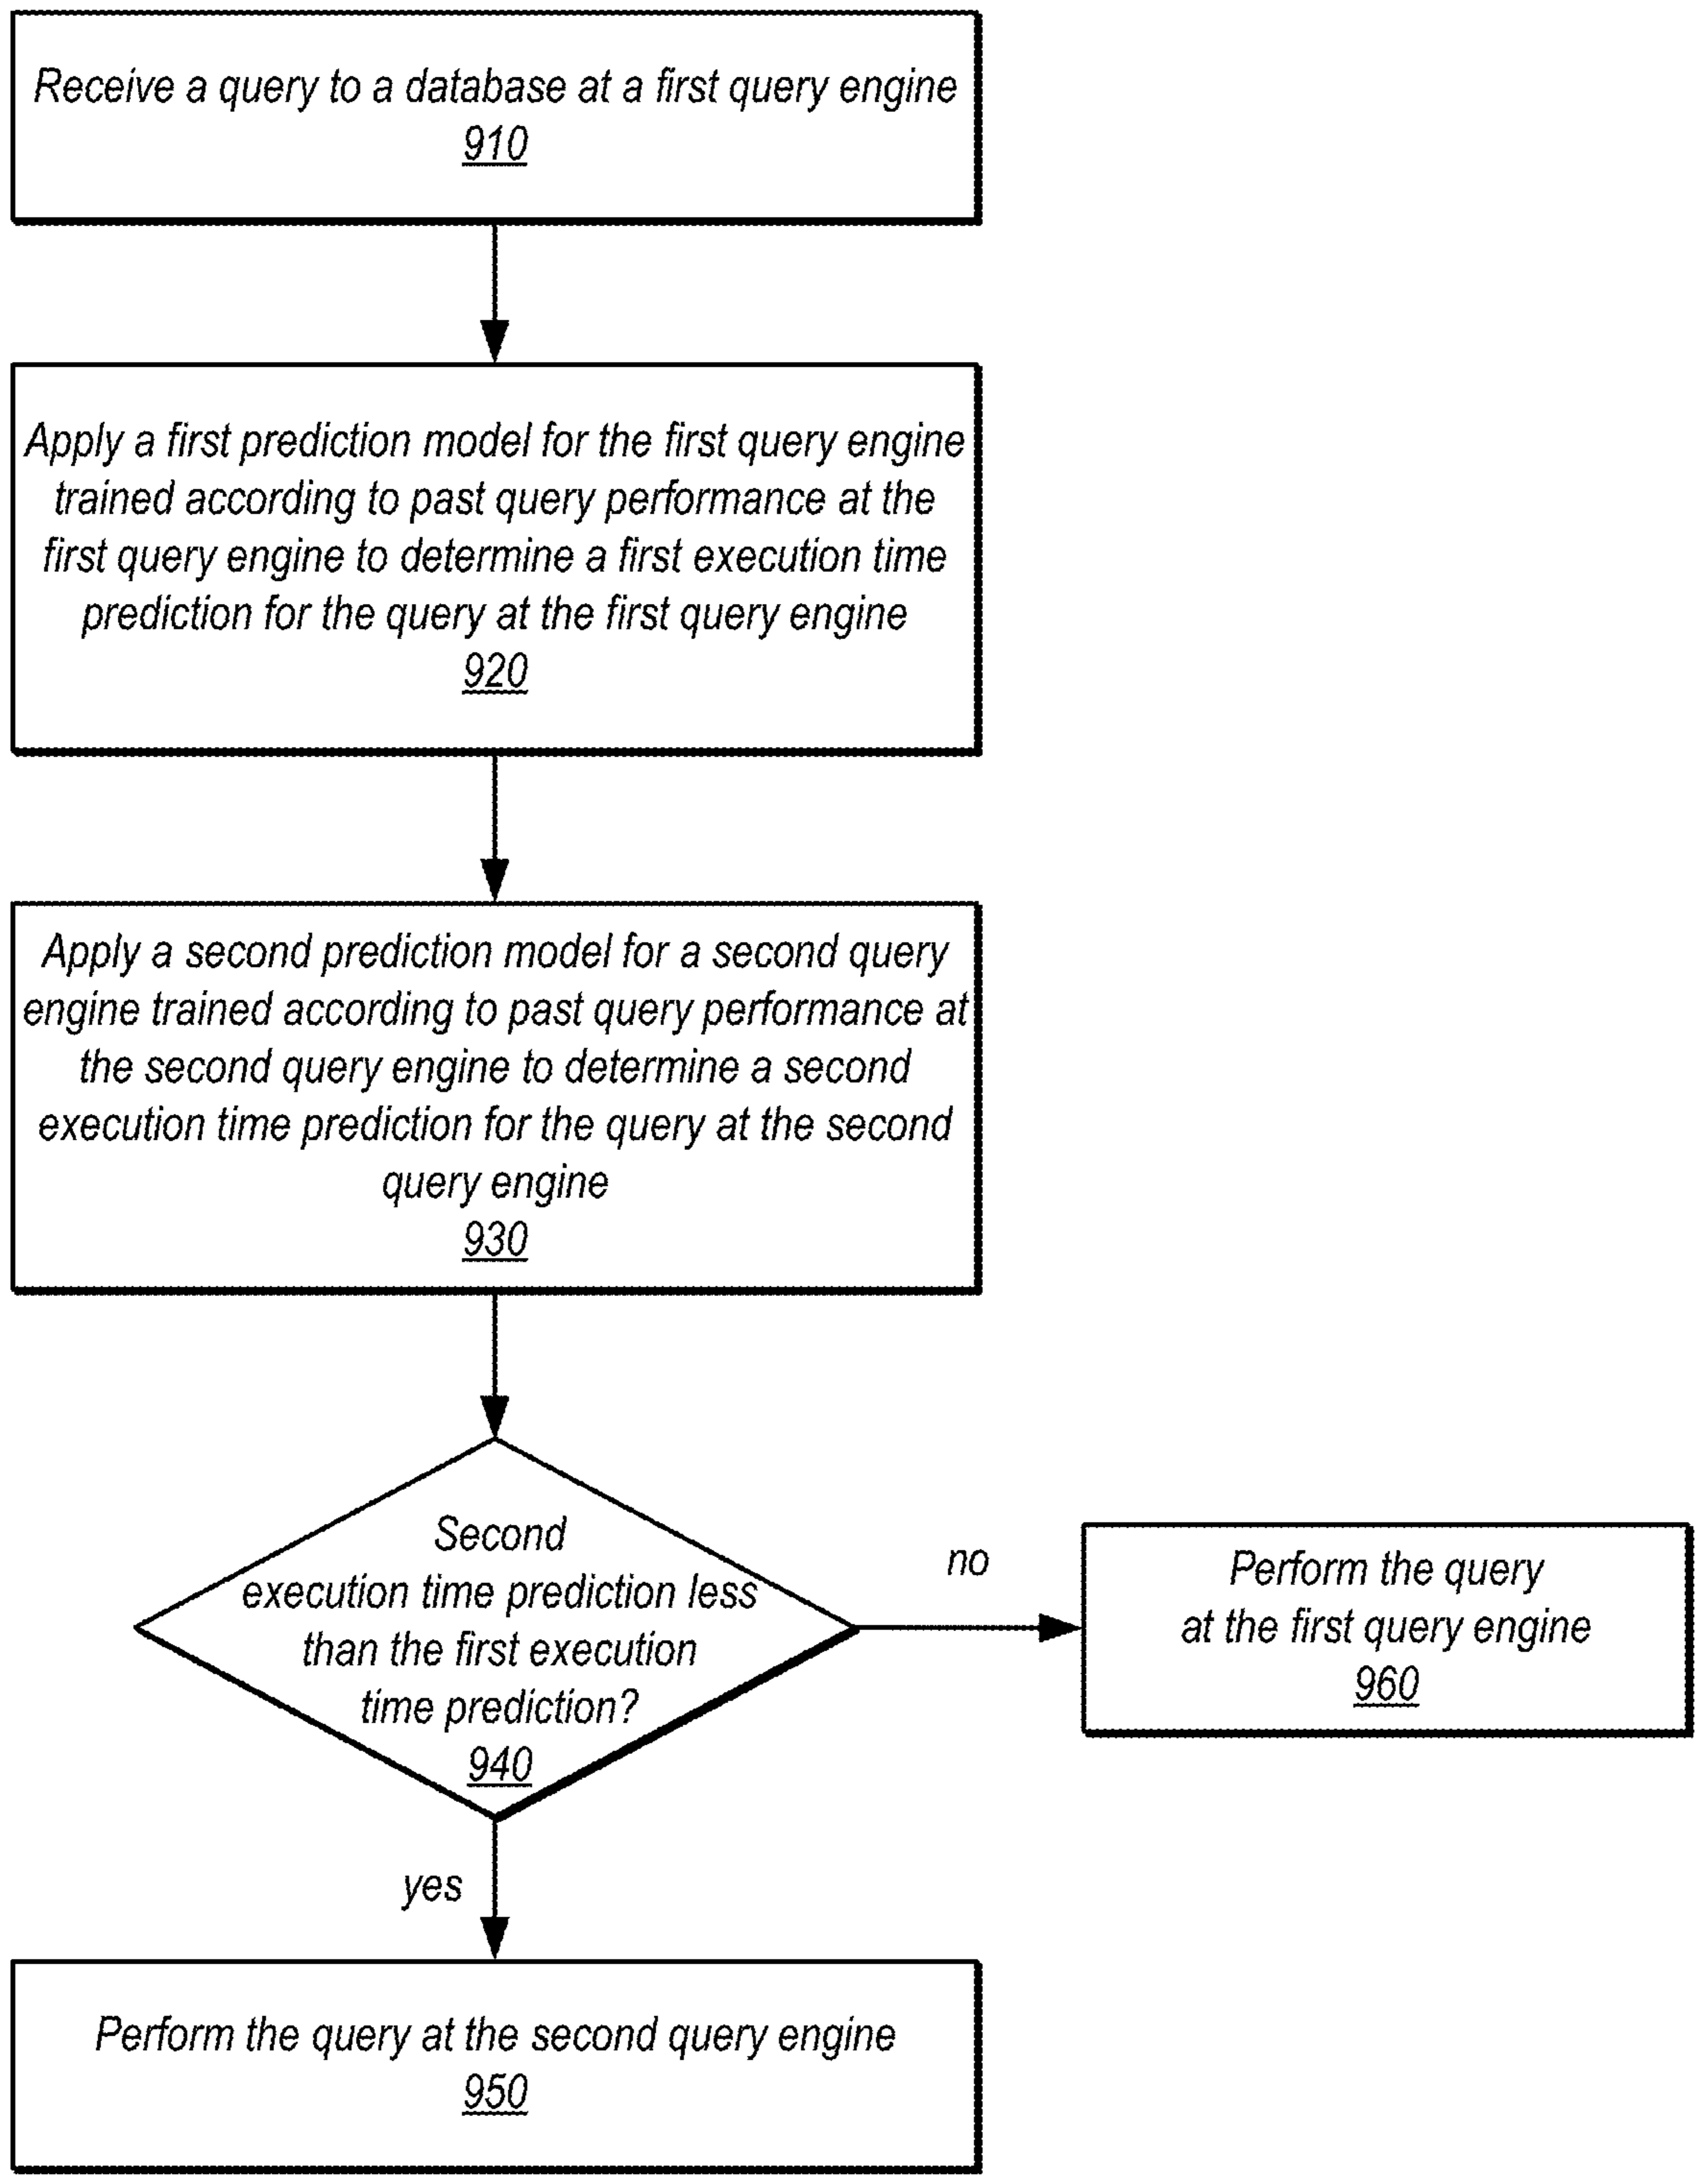 Receive a query to a database at a first query engine
910
Apply a first prediction model for the first query engine
trained according to past query performance at the
first query engine to determine a first execution time
prediction for the query at the first query engine
920
Apply a second prediction model for a second query
engine trained according to past query performance at
the second query engine to determine a second
execution time prediction for the query at the second
query engine
930
Second
execution time prediction less
than the first execution
time prediction?
940
no
Perform the query
at the first query engine
960
yes
Perform the query at the second query engine
950